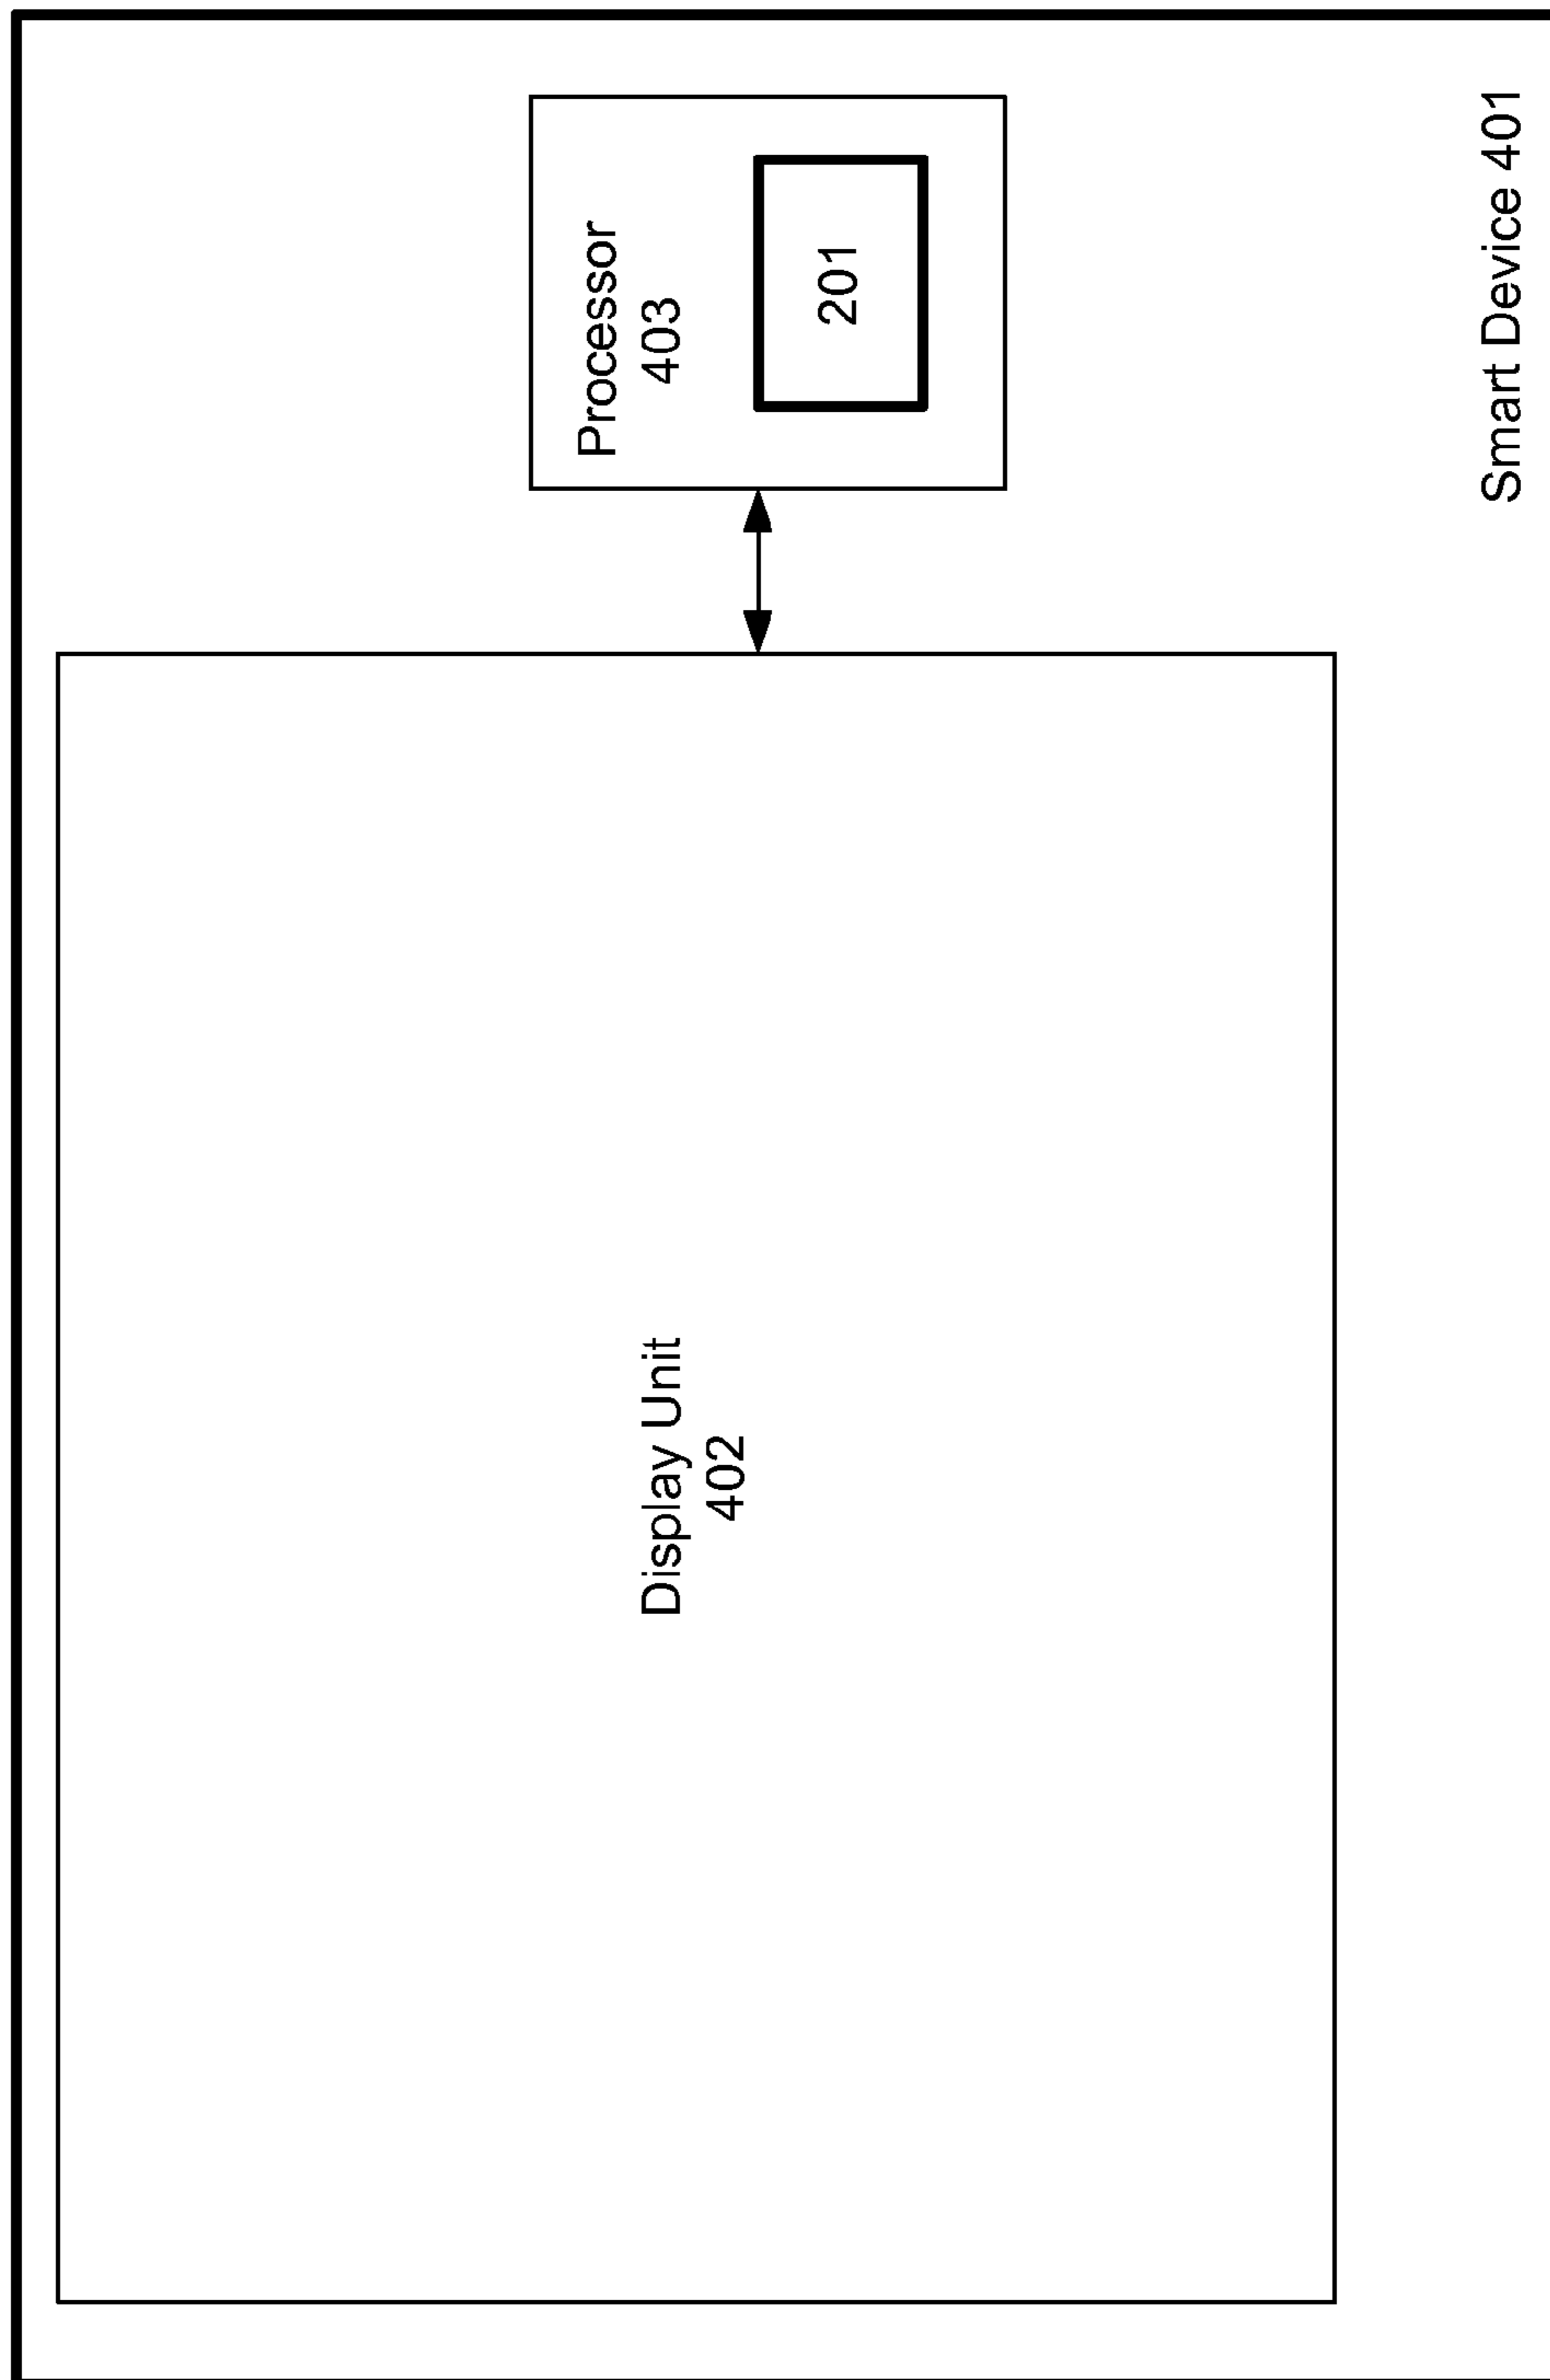 Display Unit
402
Processor
403
201
Smart Device 401